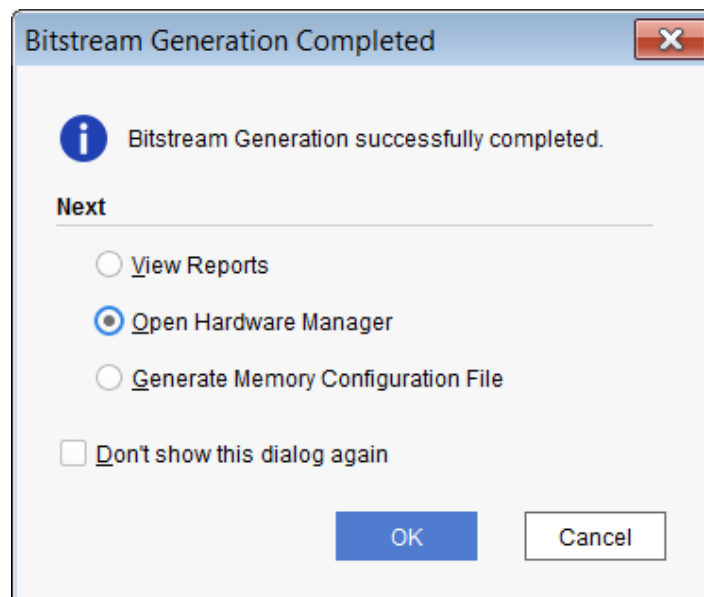 Bitstream Generation Completed
Bitstream Generation successfully completed.
Next
View Reports
Open Hardware Manager
Generate Memory Configuration File
Don't show this dialog again
OK
Cancel